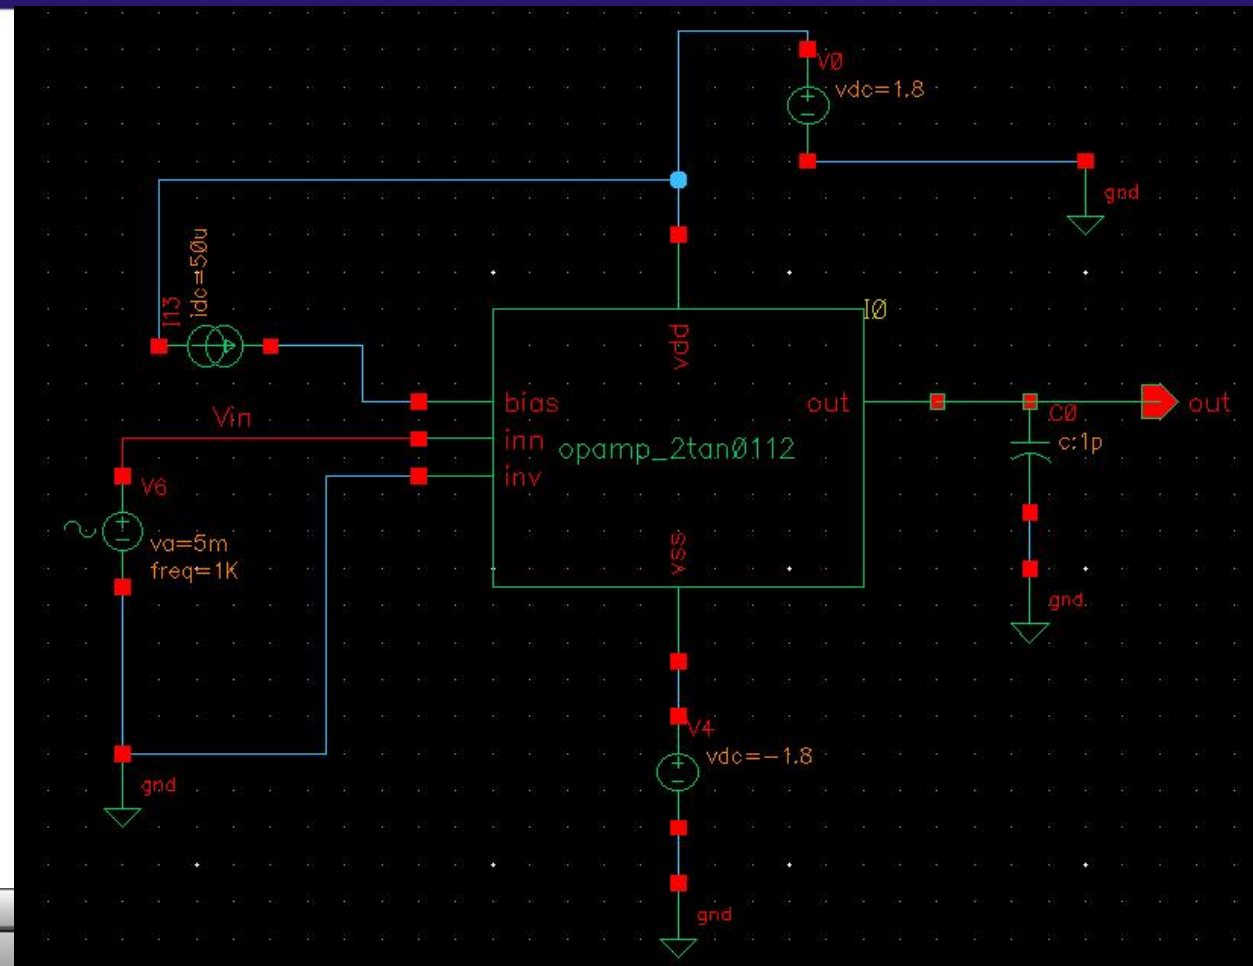 V0
vdc=1.8
gnd
idc=50u
I13
I0
vdd
bias
out
out
Vin
C0
inn
opamp_2tan0112
c:1p
inv
V6
va=5m
freq=1K
vss
gnd
V4
vdc=-1.8
gnd
gnd